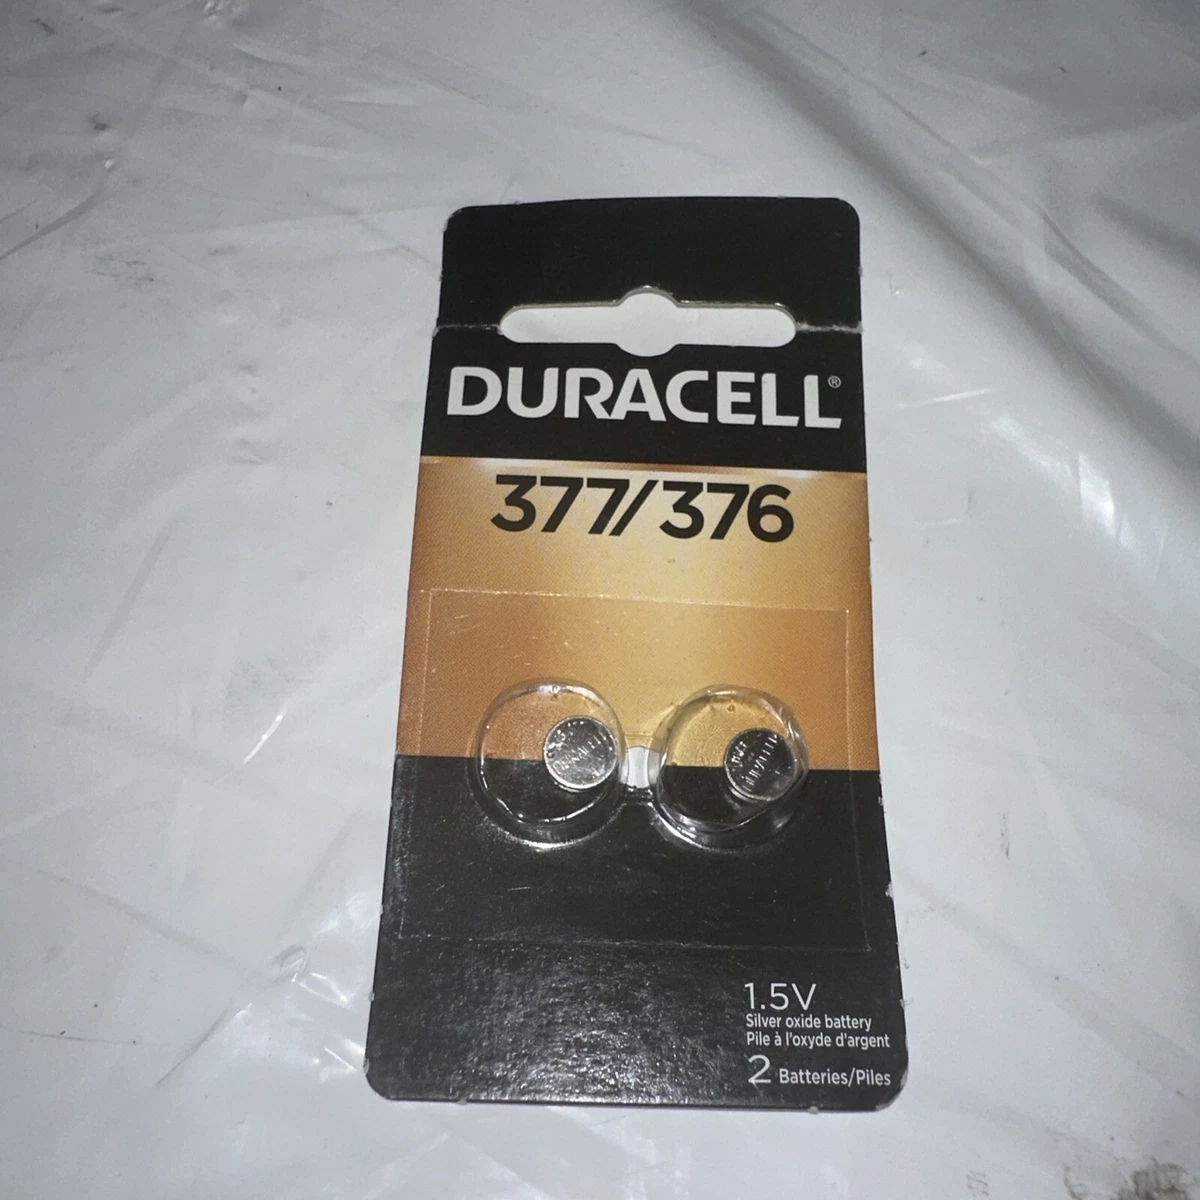 DURACELL®
377/376
1.5V
Silver oxide battery
Pile à l'oxyde d'argent
2 Batteries/Piles